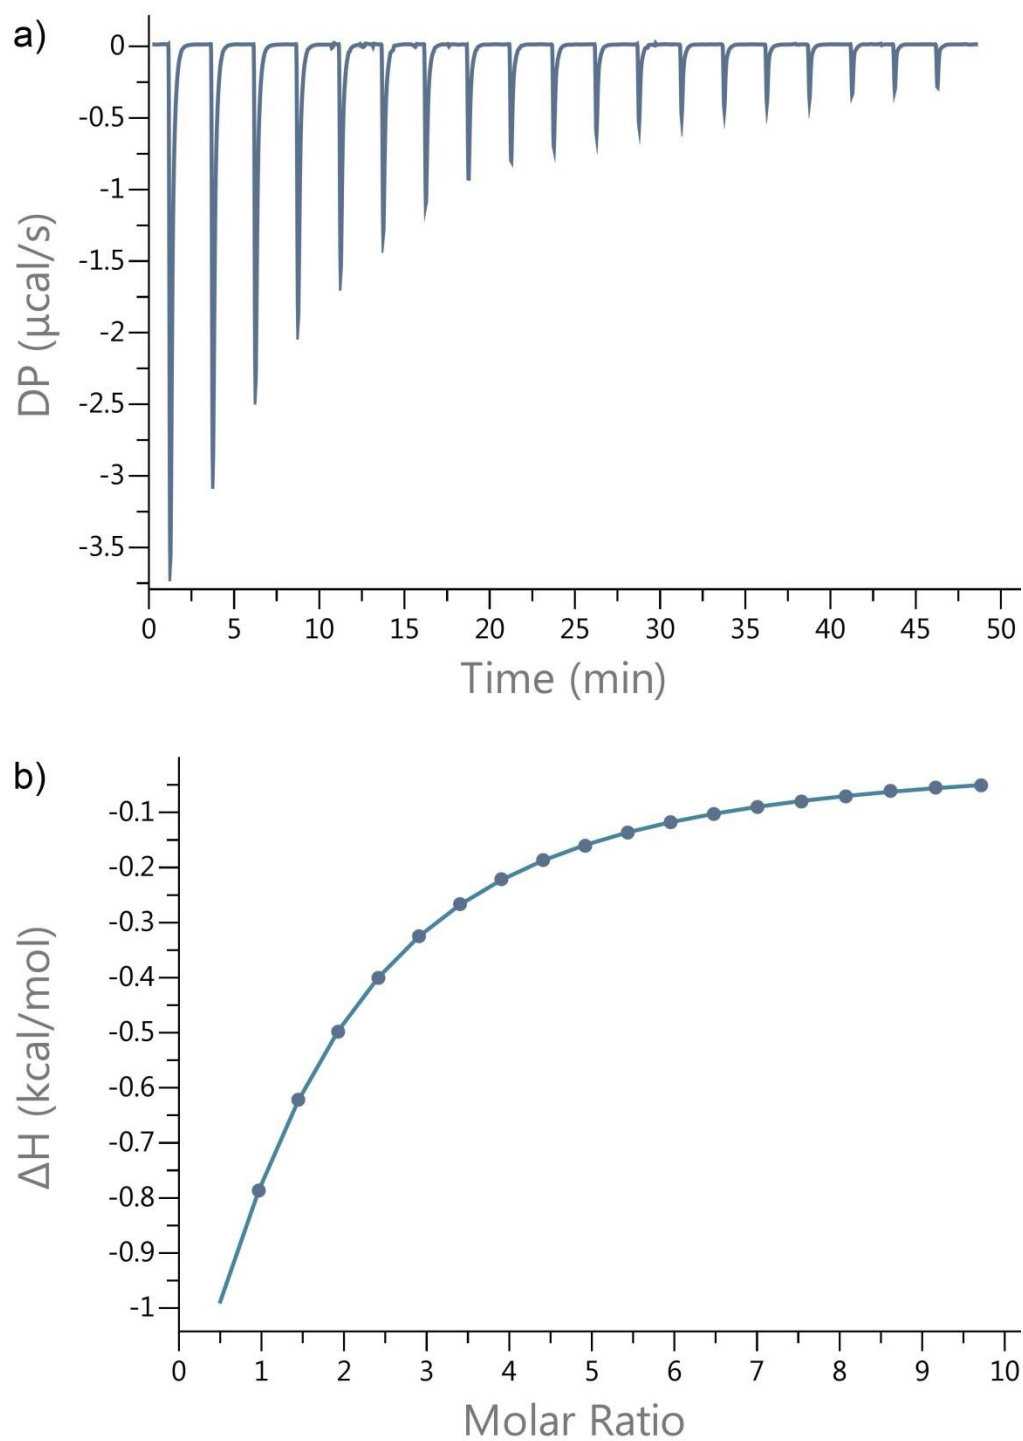 a)
0
-0.5
-1
-1.5
-2
-2.5
-3
-3.5
DP (µcal/s)
0 5 10 15 20 25 30 35 40 45 50
Time (min)
b)
-0.1
-0.2
-0.3
-0.4
-0.5
-0.6
-0.7
-0.8
-0.9
-1
ΔH (kcal/mol)
0 1 2 3 4 5 6 7 8 9 10
Molar Ratio